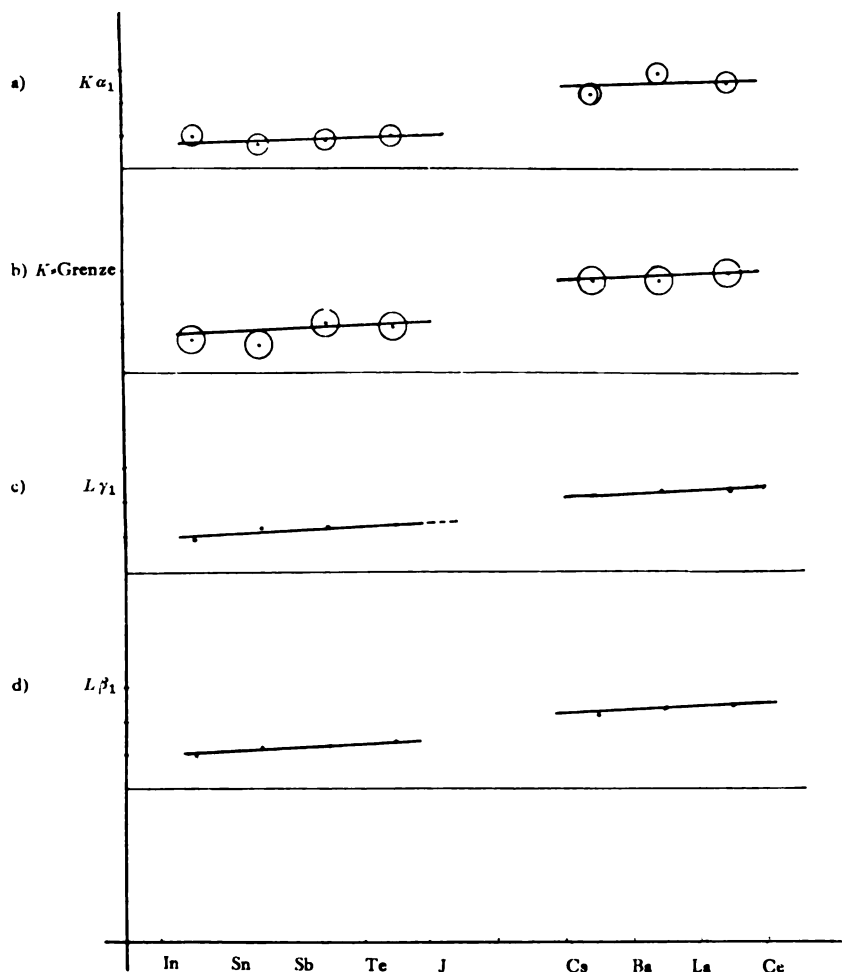 a) Kα₁
b) K-Grenze
c) Lγ₁
d) Lβ₁
In Sn Sb Te J Cs Ba La Ce